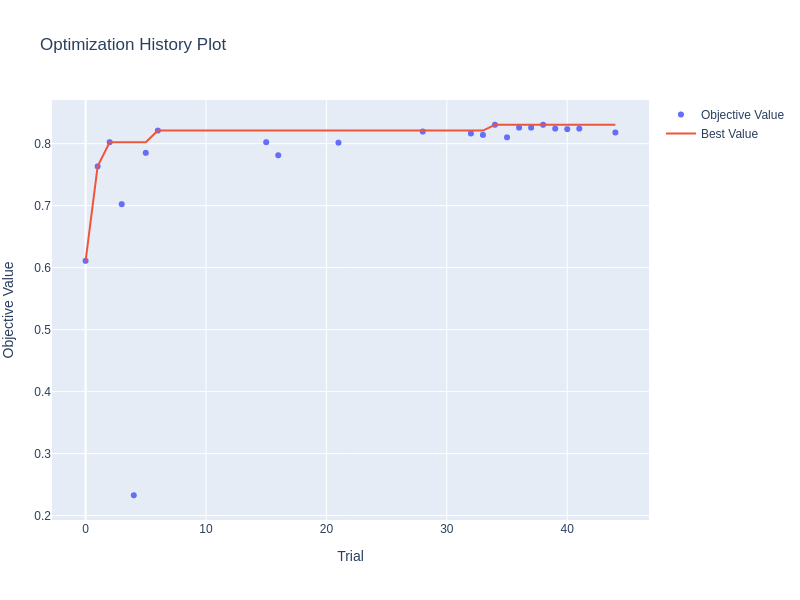 Optimization History Plot
Objective Value
Best Value
0.8
0.7
0.6
0.5
0.4
0.3
0.2
Objective Value
0
10
20
30
40
Trial